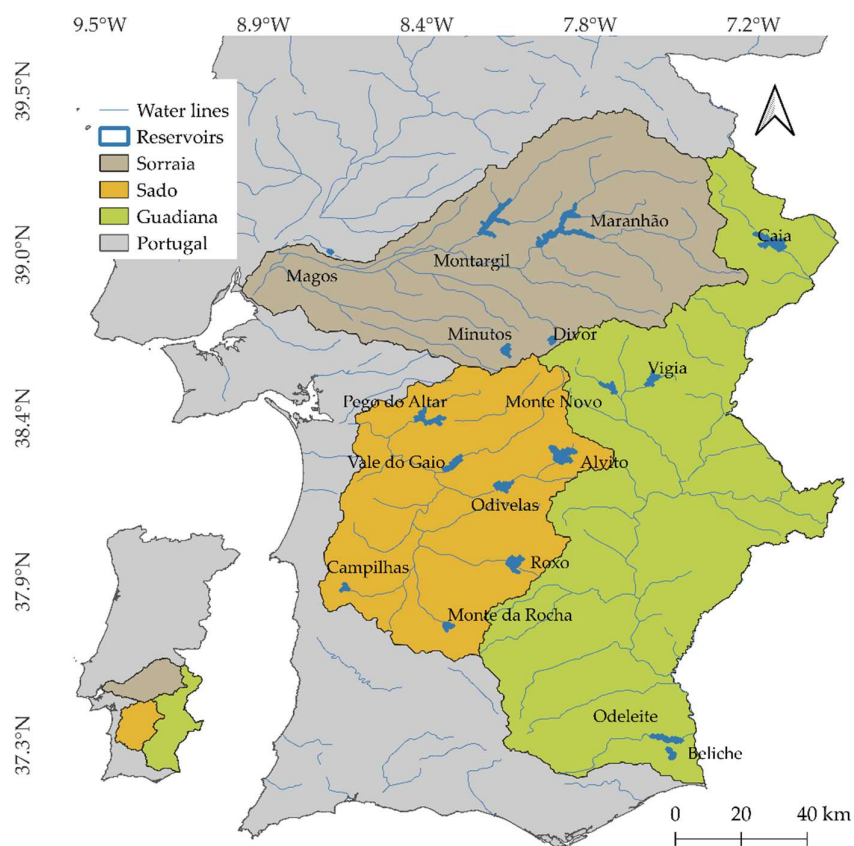 9.5°W 8.9°W 8.4°W 7.8°W 7.2°W
39.5°N
39.0°N
38.4°N
37.9°N
37.3°N
Water lines
Reservoirs
Sorraia
Sado
Guadiana
Portugal
Maranhão
Caia
Montargil
Magos
Minutos
Divor
Vigia
Pego do Altar
Monte Novo
Vale do Gaio
Alvito
Odivelas
Campilhas
Roxo
Monte da Rocha
Odeleite
Beliche
0 20 40 km